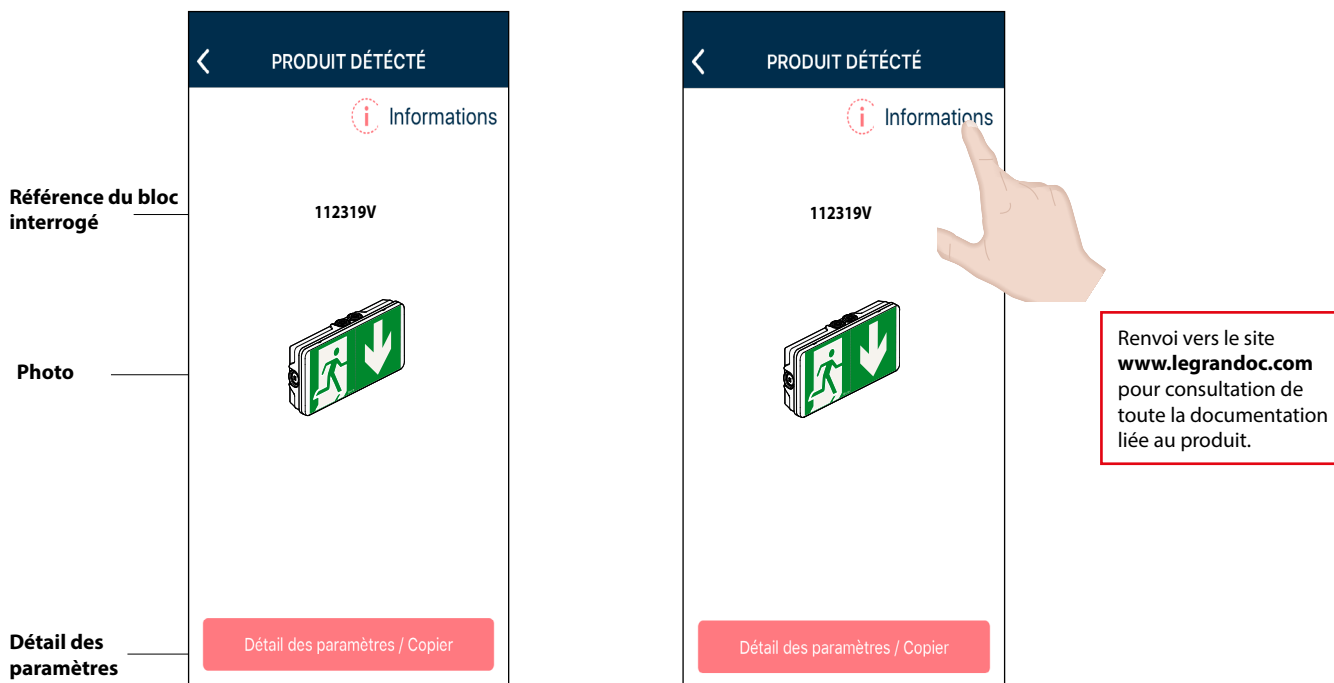 PRODUIT DÉTÉCTÉ
Informations
Référence du bloc
interrogé
112319V
Photo
Détail des
paramètres
Détail des paramètres / Copier
PRODUIT DÉTÉCTÉ
Informations
112319V
Renvoi vers le site
www.legrandoc.com
pour consultation de
toute la documentation
liée au produit.
Détail des paramètres / Copier